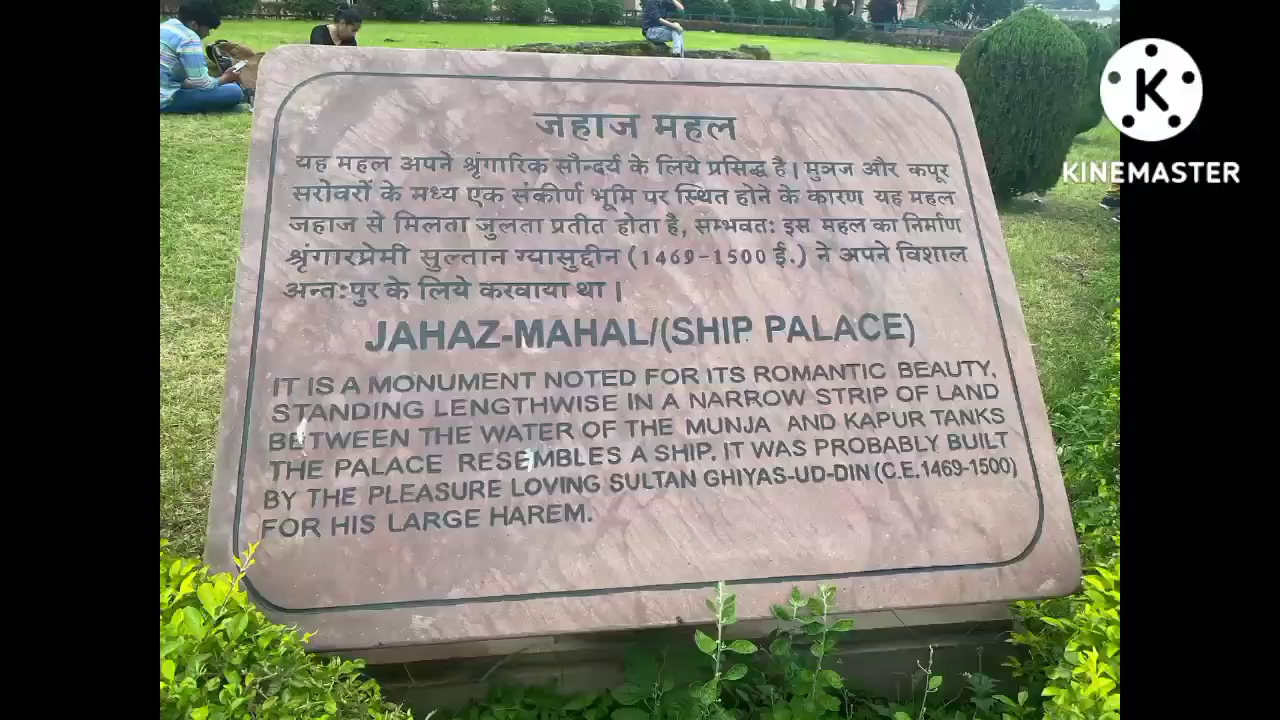 जहाज महल
यह महल अपने श्रृंगारिक सौन्दर्य के लिये प्रसिद्ध है। मुञज और कपूर
सरोवरों के मध्य एक संकीर्ण भूमि पर स्थित होने के कारण यह महल
जहाज से मिलता जुलता प्रतीत होता है, सम्भवतः इस महल का निर्माण
श्रृंगारप्रेमी सुल्तान ग्यासुद्दीन (1469-1500 ई.) ने अपने विशाल
अन्तःपुर के लिये करवाया था।
JAHAZ-MAHAL/(SHIP PALACE)
IT IS A MONUMENT NOTED FOR ITS ROMANTIC BEAUTY,
STANDING LENGTHWISE IN A NARROW STRIP OF LAND
BETWEEN THE WATER OF THE MUNJA AND KAPUR TANKS
THE PALACE RESEMBLES A SHIP. IT WAS PROBABLY BUILT
BY THE PLEASURE LOVING SULTAN GHIYAS-UD-DIN (C.E.1469-1500)
FOR HIS LARGE HAREM.
K
KINEMASTER